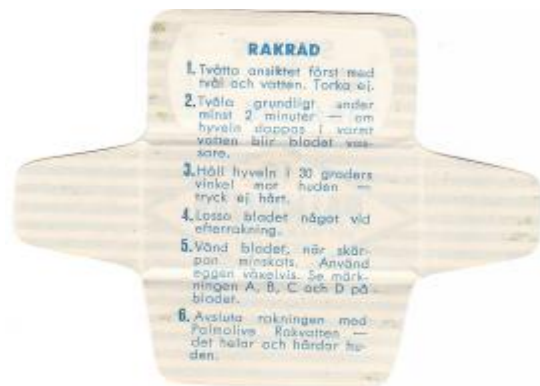 RAKRAD
1. Tvätta ansiktet först med
tvål och vatten. Torka ej.
2. Tvåla grundligt under
minst 2 minuter — om
hyveln doppas i varmt
vatten blir bladet vas-
sare.
3. Håll hyveln i 30 graders
vinkel mot huden —
tryck ej hårt.
4. Lossa bladet något vid
efterrakning.
5. Vänd bladet, när skär-
pan minskats. Använd
eggen växelvis. Se märk-
ningen A, B, C och D på
bladet.
6. Avsluta rakningen med
Palmolive Rakvatten —
det helar och härdar hu-
den.